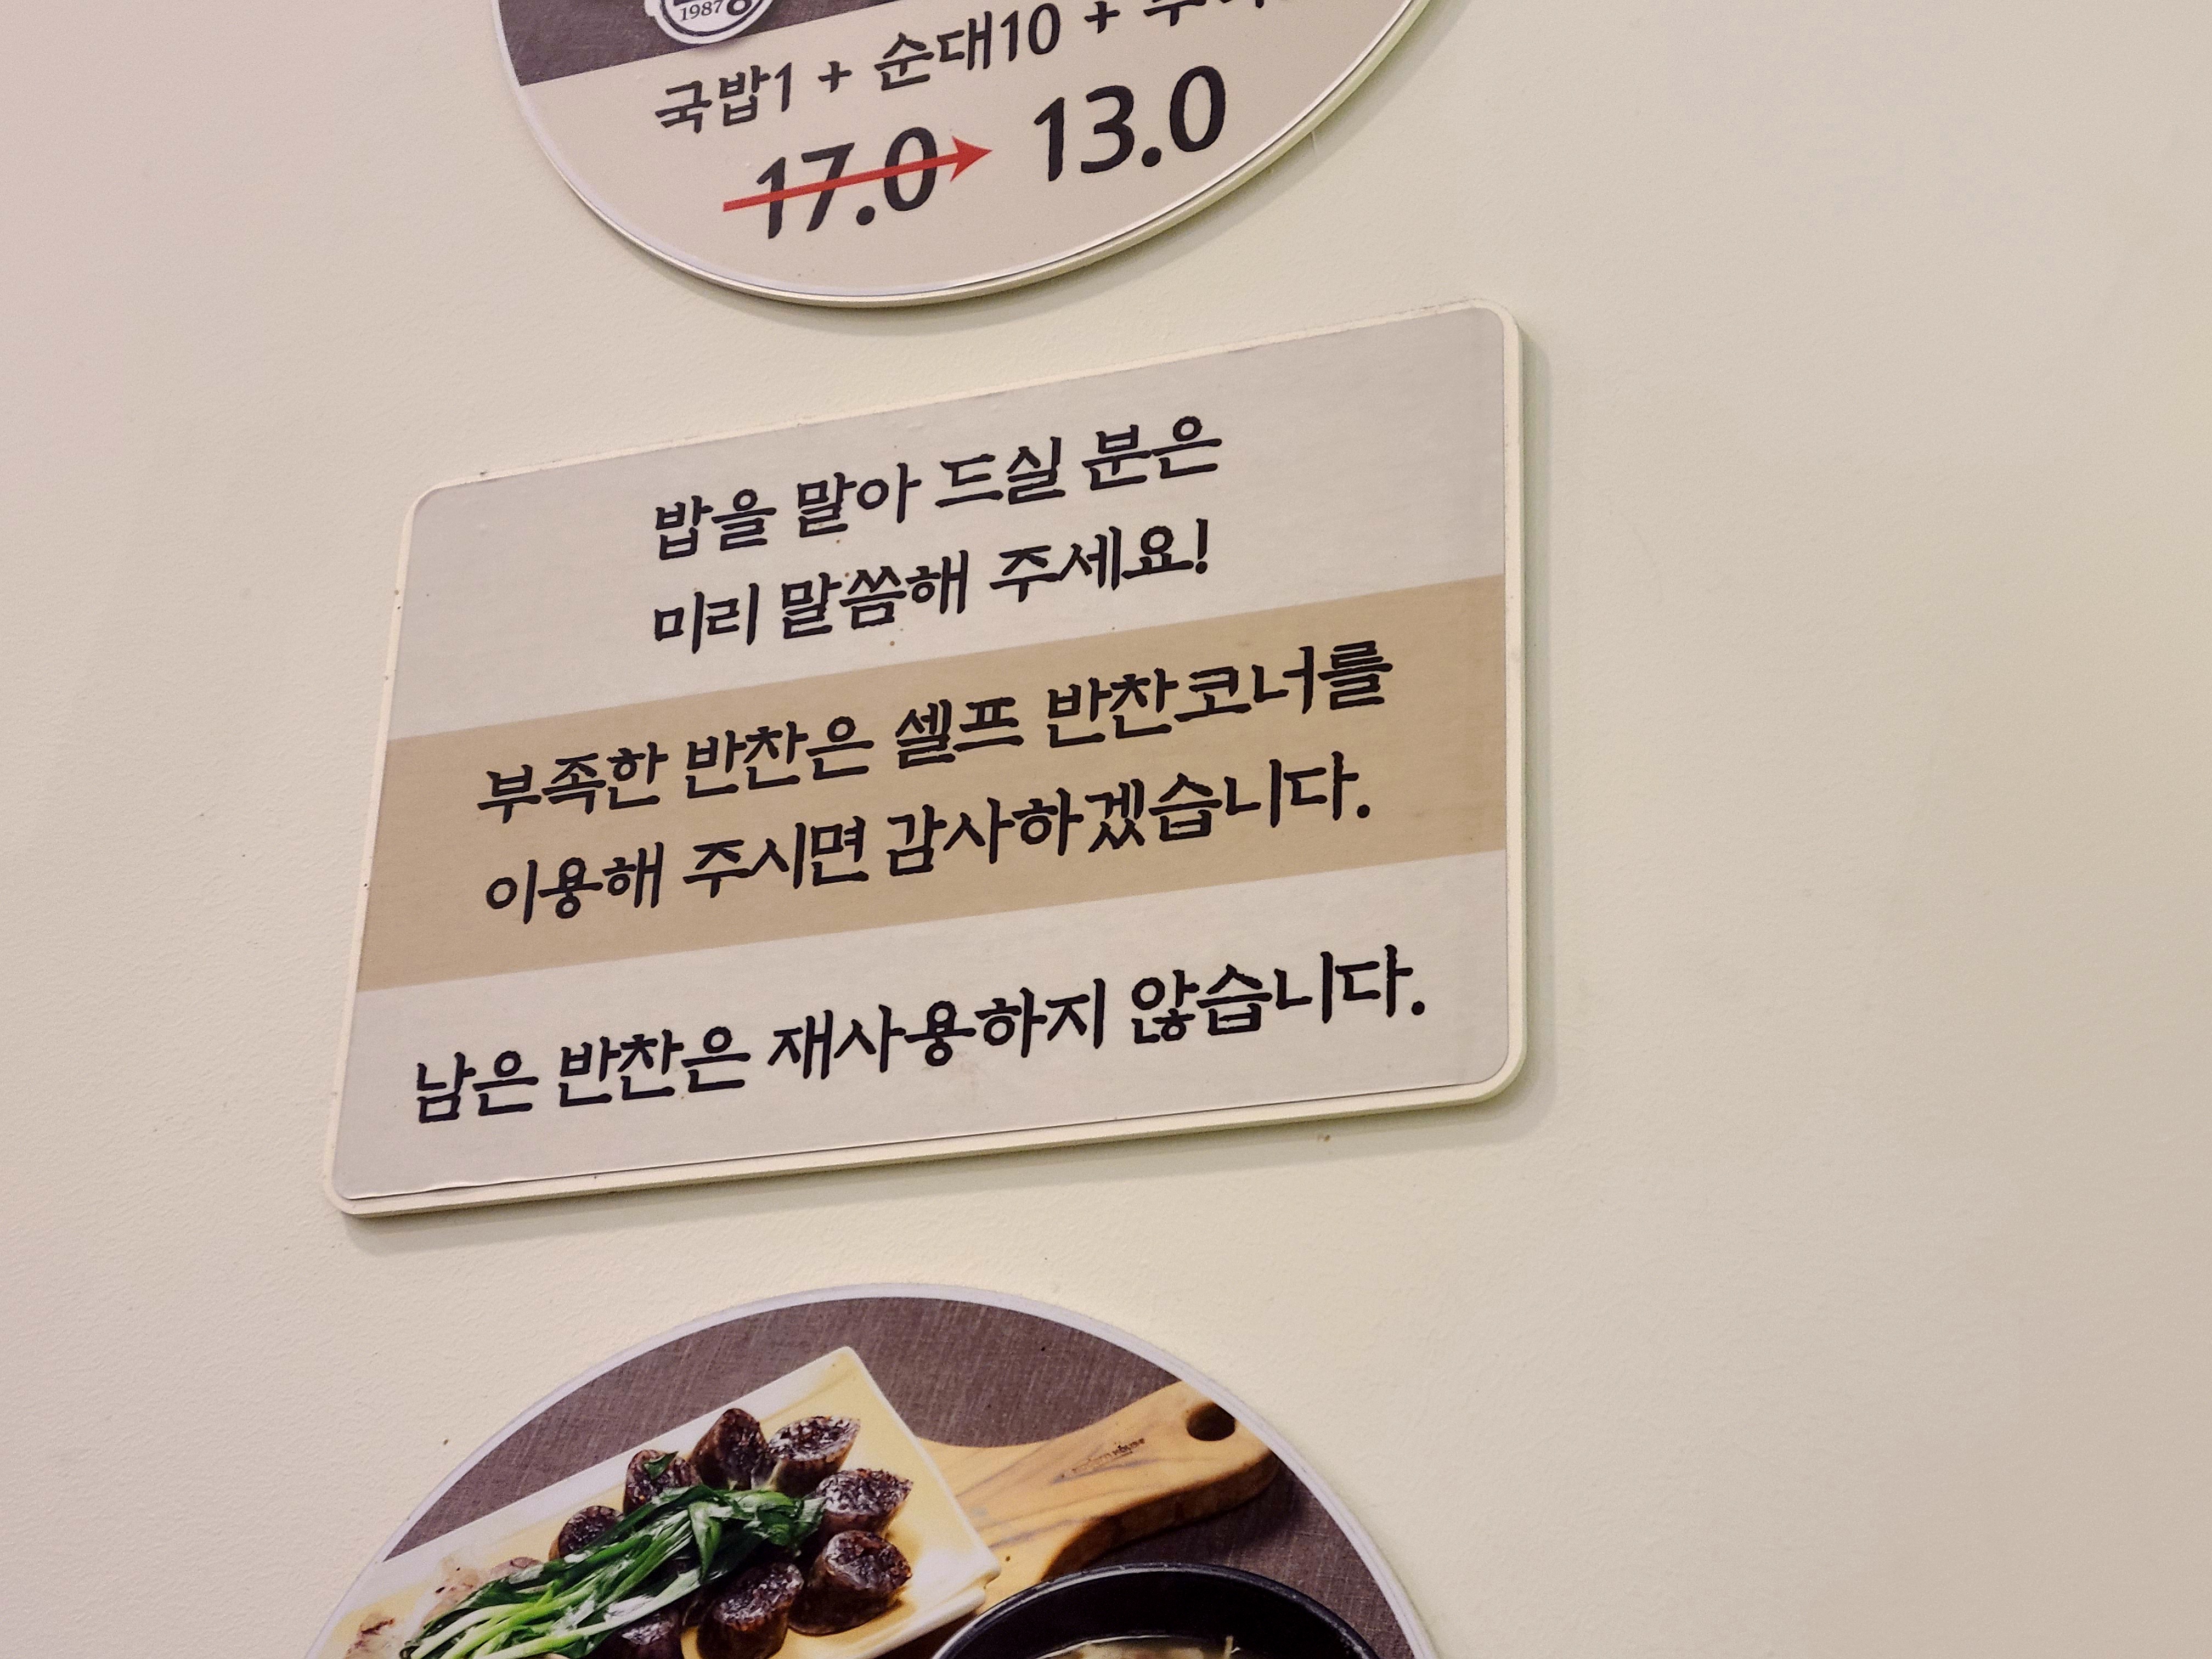 1987
국밥1 + 순대10 +
17.0 13.0
밥을 말아 드실 분은
미리 말씀해 주세요!
부족한 반찬은 셀프 반찬코너를
이용해 주시면 감사하겠습니다.
남은 반찬은 재사용하지 않습니다.